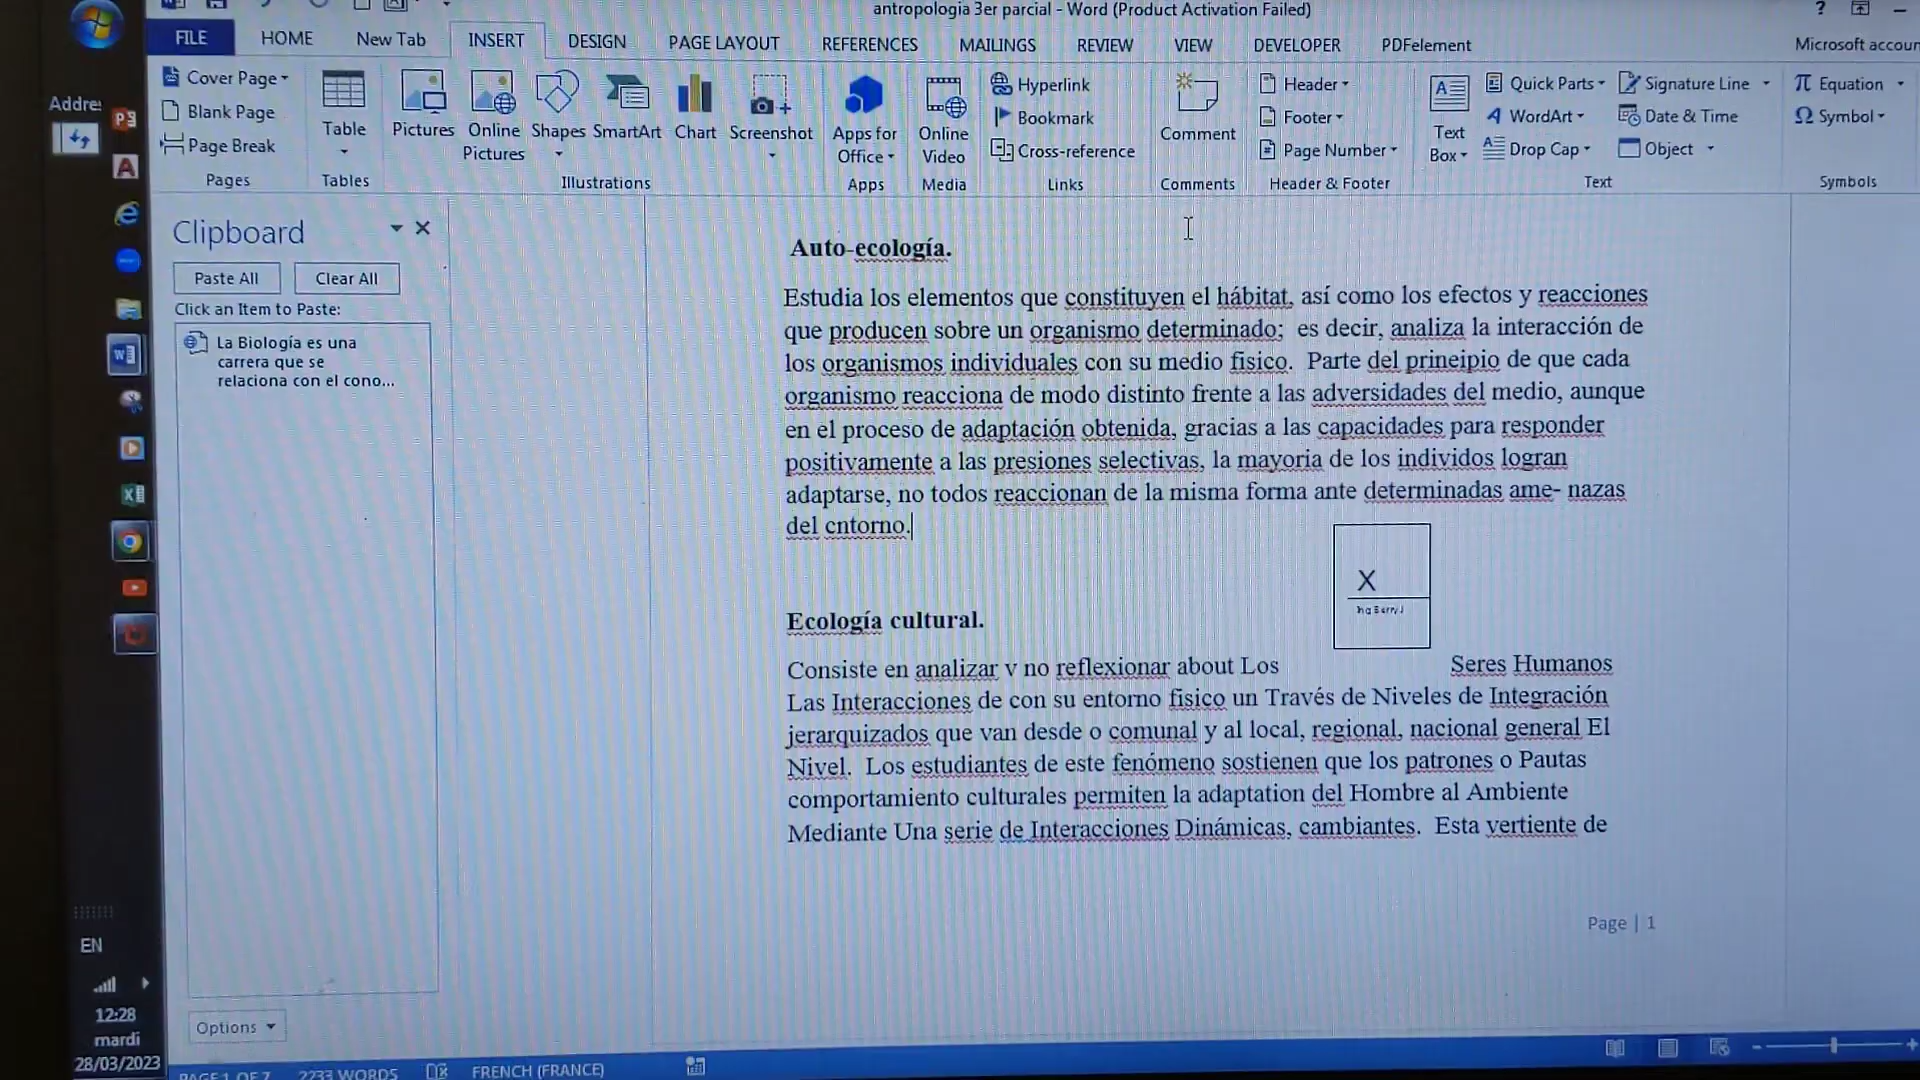 antropologia 3er parcial - Word (Product Activation Failed)
FILE HOME New Tab INSERT DESIGN PAGE LAYOUT REFERENCES MAILINGS REVIEW VIEW DEVELOPER PDFelement
Microsoft accoun
Cover Page
Blank Page
Page Break
Pages
Table
Tables
Pictures
Online Pictures
Shapes
SmartArt
Chart
Screenshot
Illustrations
Apps for Office
Apps
Online Video
Media
Hyperlink
Bookmark
Cross-reference
Links
Comment
Comments
Header
Footer
Page Number
Header & Footer
Text Box
Quick Parts
WordArt
Drop Cap
Signature Line
Date & Time
Object
Text
Equation
Symbol
Symbols
Addre
Clipboard
Paste All Clear All
Click an Item to Paste:
La Biología es una
carrera que se
relaciona con el cono...
Options
Auto-ecología.
Estudia los elementos que constituyen el hábitat, así como los efectos y reacciones
que producen sobre un organismo determinado; es decir, analiza la interacción de
los organismos individuales con su medio fisico. Parte del prineipio de que cada
organismo reacciona de modo distinto frente a las adversidades del medio, aunque
en el proceso de adaptación obtenida, gracias a las capacidades para responder
positivamente a las presiones selectivas, la mayoria de los individos logran
adaptarse, no todos reaccionan de la misma forma ante determinadas ame- nazas
del cntorno.
X
Ecología cultural.
Consiste en analizar v no reflexionar about Los Seres Humanos
Las Interacciones de con su entorno fisico un Través de Niveles de Integración
jerarquizados que van desde o comunal y al local, regional, nacional general El
Nivel. Los estudiantes de este fenómeno sostienen que los patrones o Pautas
comportamiento culturales permiten la adaptation del Hombre al Ambiente
Mediante Una serie de Interacciones Dinámicas, cambiantes. Esta vertiente de
Page | 1
EN
12:28
mardi
28/03/2023
PAGE 1 OF 7 2233 WORDS FRENCH (FRANCE)